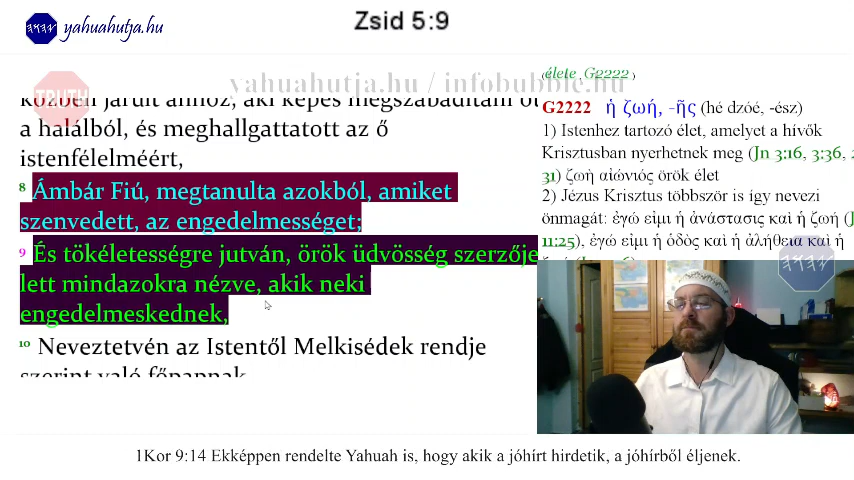 yahuahutja.hu
Zsid 5:9
yahuahutja.hu / infobubble.hu
TRUTH
közben járult ahhoz, aki képes megszabadítani őt
a halálból, és meghallgattatott az ő
istenfélelméért,
8 Ámbár Fiú, megtanulta azokból, amiket
szenvedett, az engedelmességet;
9 És tökéletességre jutván, örök üdvösség szerzője
lett mindazokra nézve, akik neki
engedelmeskednek,
10 Neveztetvén az Istentől Melkisédek rendje
szerint való főpapnak
(élete G2222)
G2222 ἡ ζωή, -ῆς (hé dzóé, -ész)
1) Istenhez tartozó élet, amelyet a hívők
Krisztusban nyerhetnek meg (Jn 3:16, 3:36,
31) ζωὴ αἰώνιός örök élet
2) Jézus Krisztus többször is így nevezi
önmagát: ἐγώ εἰμι ἡ ἀνάστασις καὶ ἡ ζωή (J
11:25), ἐγώ εἰμι ἡ ὁδὸς καὶ ἡ ἀλήθεια καὶ ἡ
1Kor 9:14 Ekképpen rendelte Yahuah is, hogy akik a jóhírt hirdetik, a jóhírből éljenek.